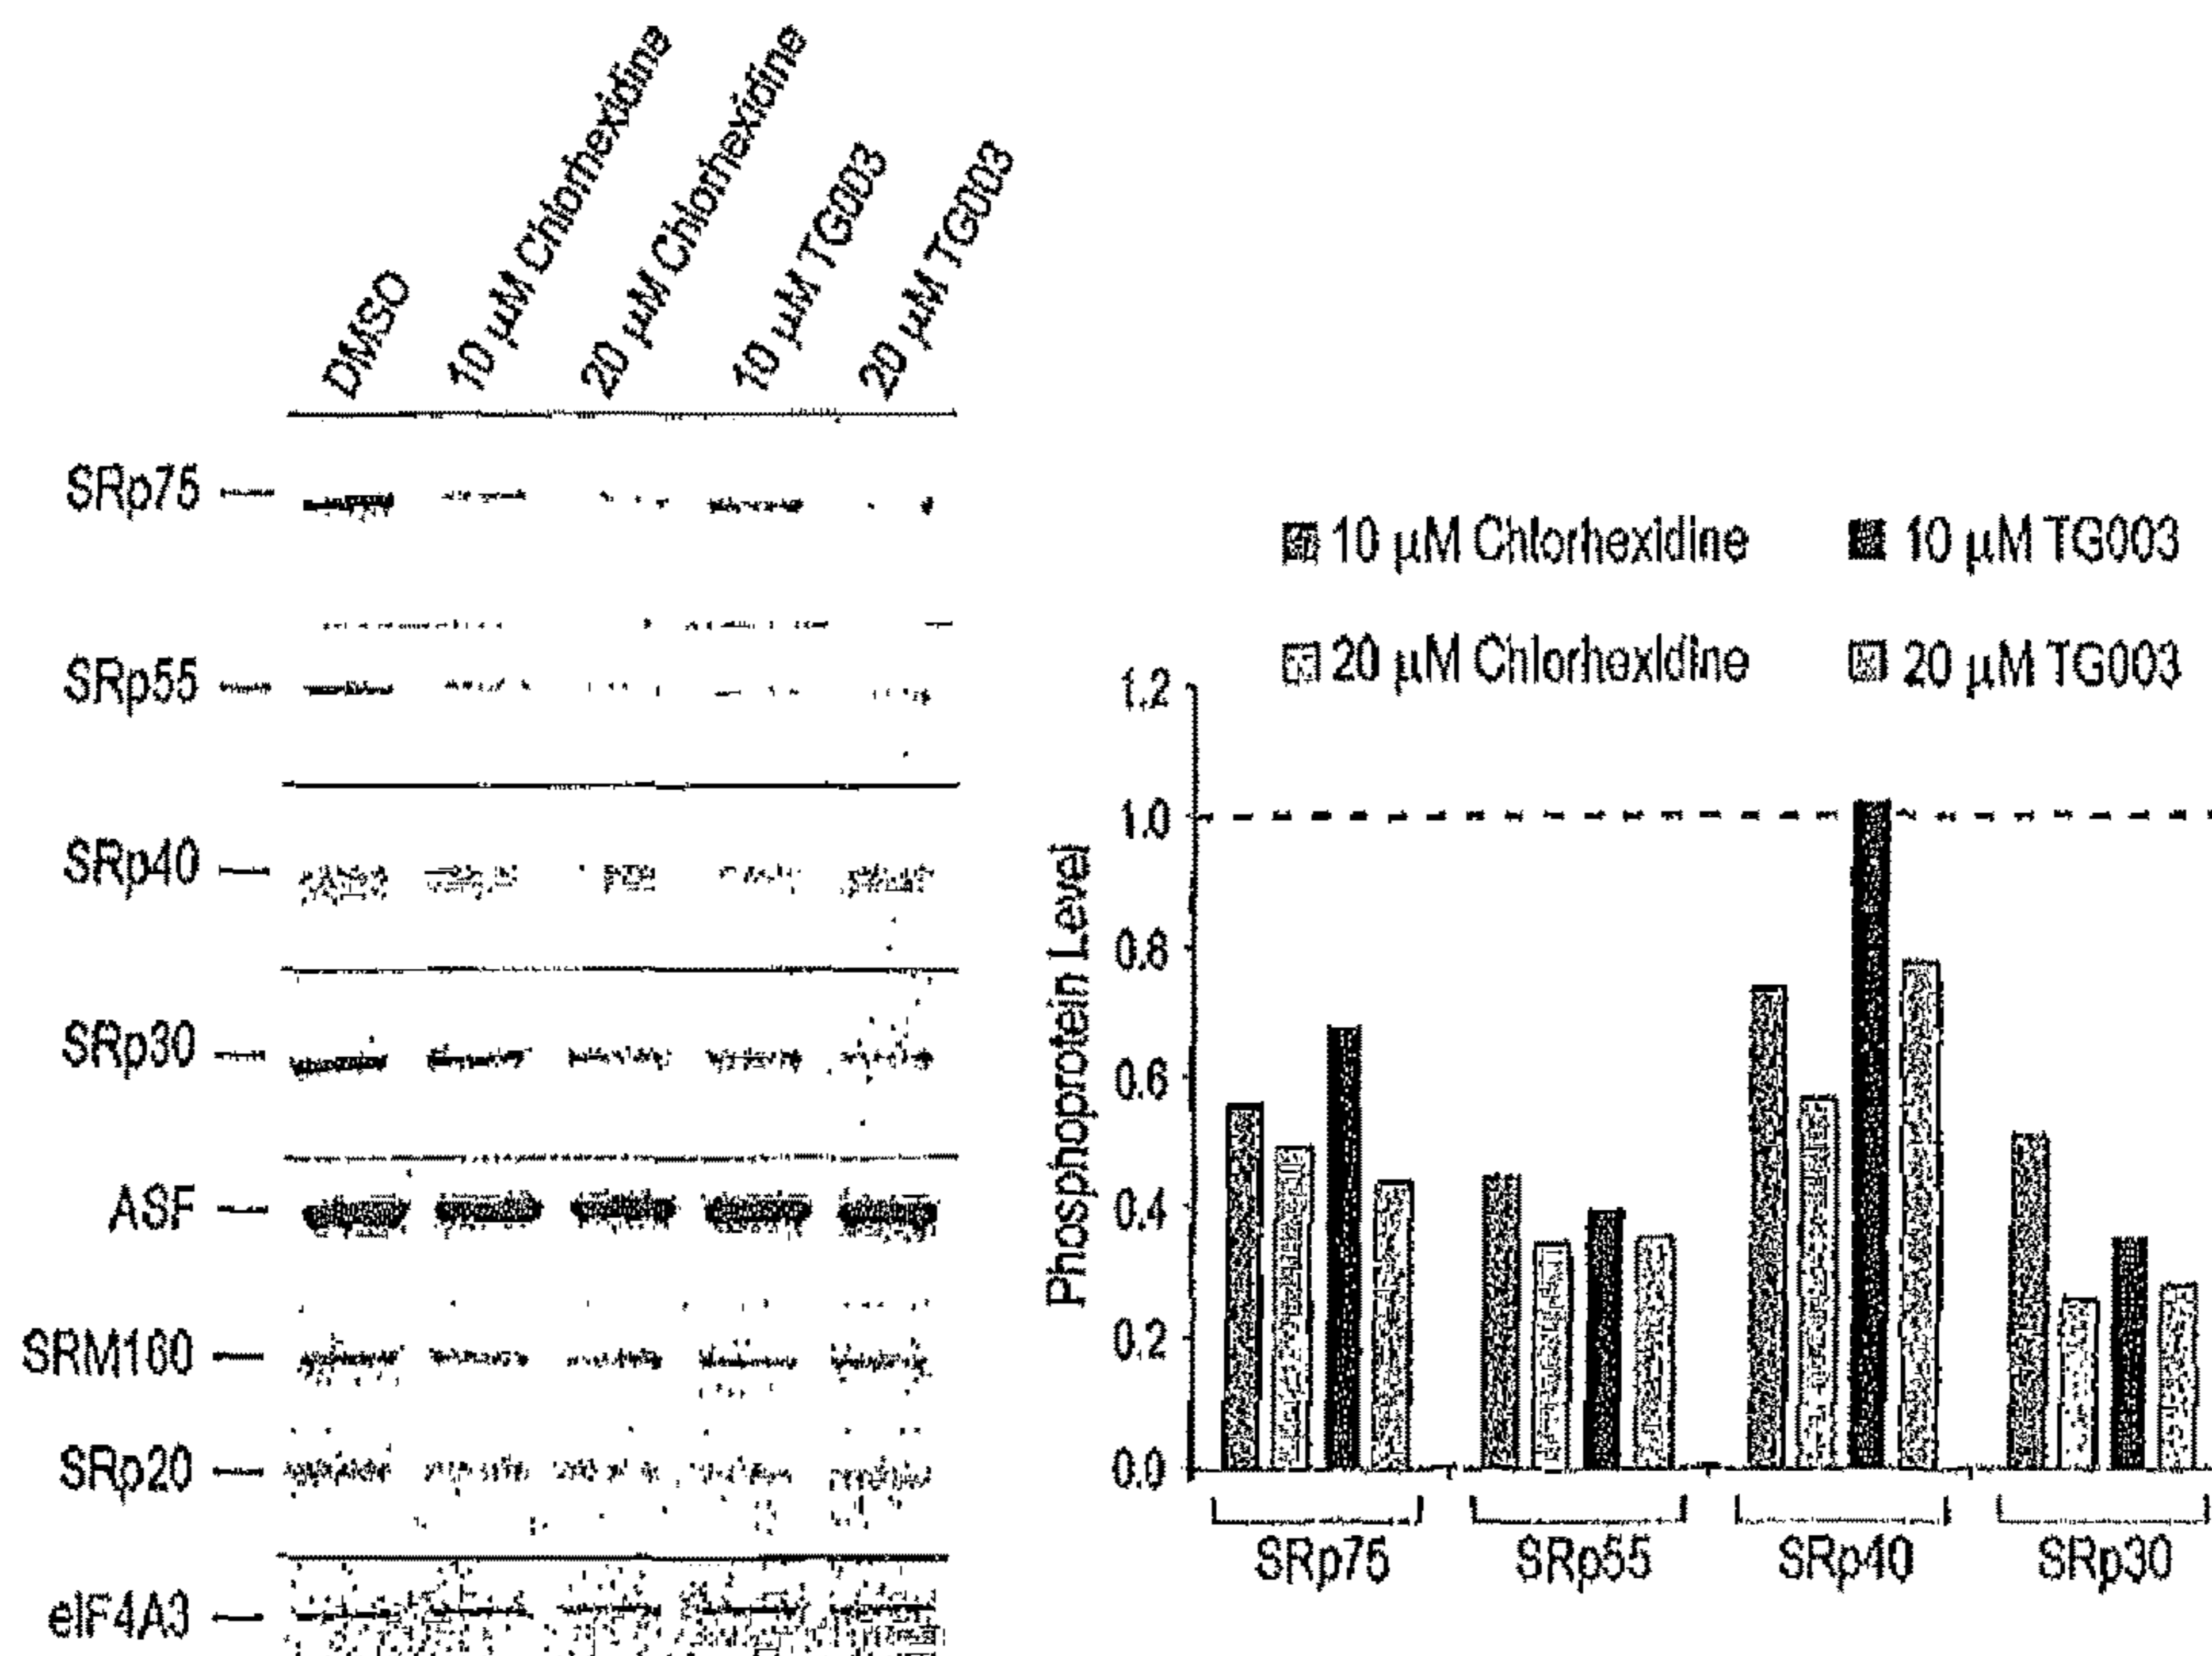 DMSO
10 µM Chlorhexidine
20 µM Chlorhexidine
10 µM TG003
20 µM TG003
SRp75
SRp55
SRp40
SRp30
ASF
SRM160
SRp20
eIF4A3
10 µM Chlorhexidine
10 µM TG003
20 µM Chlorhexidine
20 µM TG003
Phosphoprotein Level
1.2
1.0
0.8
0.6
0.4
0.2
0.0
SRp75 SRp55 SRp40 SRp30